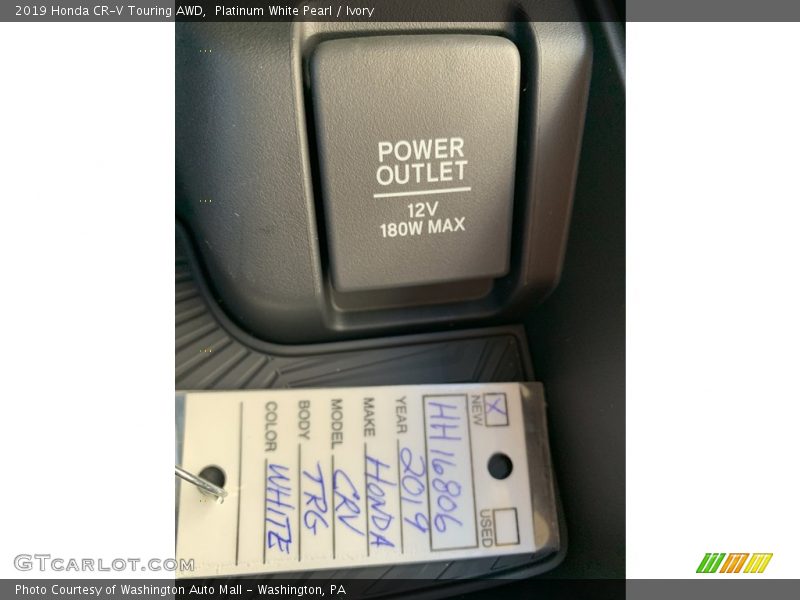 2019 Honda CR-V Touring AWD,  Platinum White Pearl / Ivory
POWER
OUTLET
12V
180W MAX
X
NEW USED
HH16806
YEAR 2019
MAKE HONDA
MODEL CRV
BODY TRG
COLOR WHITE
GTcarlot.com
Photo Courtesy of Washington Auto Mall - Washington, PA